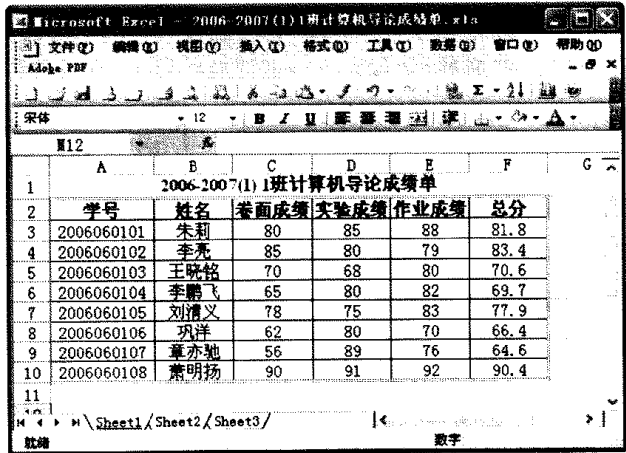 Microsoft Excel - 2006-2007(1)1班计算机导论成绩单.xls
文件(F) 编辑(E) 视图(V) 插入(I) 格式(O) 工具(T) 数据(D) 窗口(W) 帮助(H)
Adobe PDF
宋体 12 B I U
M12 fx
A B C D E F G
1 2006-2007(1) 1班计算机导论成绩单
2 学号 姓名 卷面成绩 实验成绩 作业成绩 总分
3 2006060101 朱莉 80 85 88 81.8
4 2006060102 李亮 85 80 79 83.4
5 2006060103 王晓铭 70 68 80 70.6
6 2006060104 李鹏飞 65 80 82 69.7
7 2006060105 刘清义 78 75 83 77.9
8 2006060106 巩洋 62 80 70 66.4
9 2006060107 章亦驰 56 89 76 64.6
10 2006060108 萧明扬 90 91 92 90.4
11
Sheet1 Sheet2 Sheet3
就绪 数字